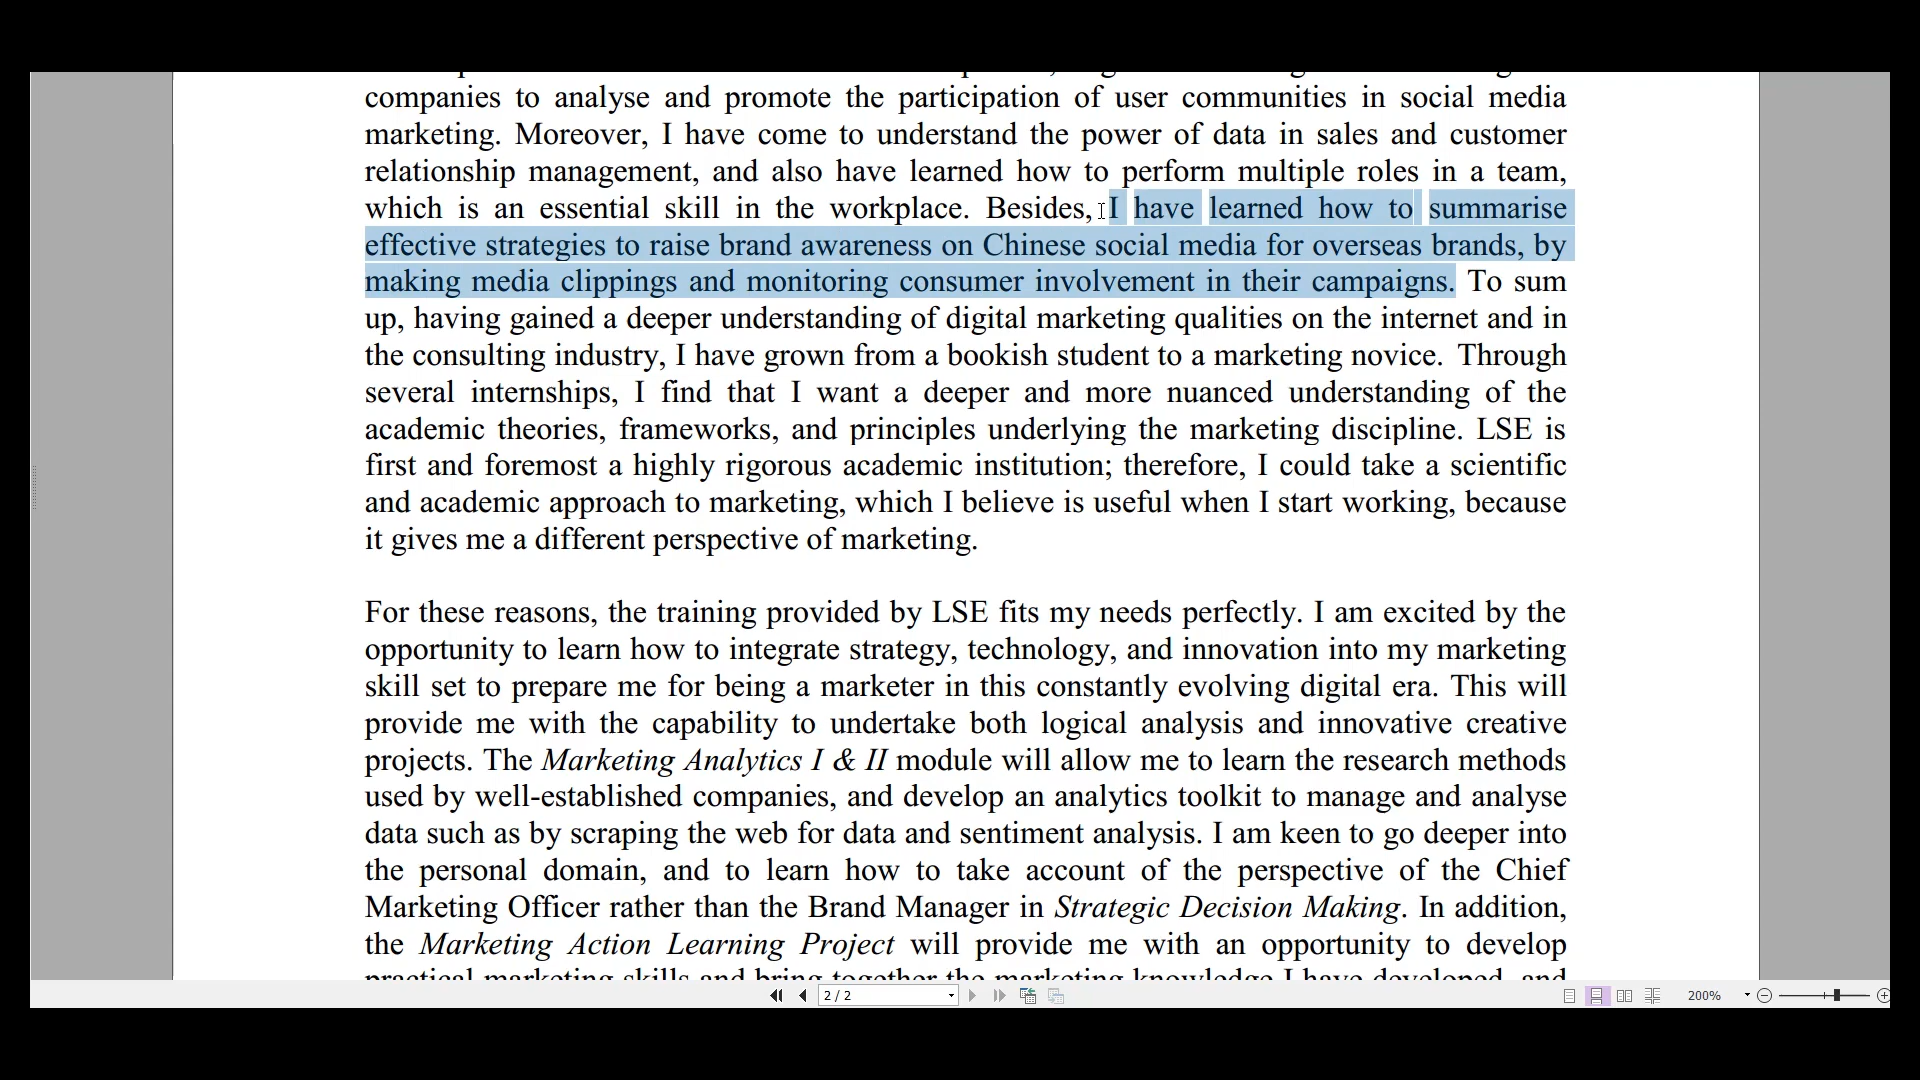 companies to analyse and promote the participation of user communities in social media
marketing. Moreover, I have come to understand the power of data in sales and customer
relationship management, and also have learned how to perform multiple roles in a team,
which is an essential skill in the workplace. Besides, I have learned how to summarise
effective strategies to raise brand awareness on Chinese social media for overseas brands, by
making media clippings and monitoring consumer involvement in their campaigns. To sum
up, having gained a deeper understanding of digital marketing qualities on the internet and in
the consulting industry, I have grown from a bookish student to a marketing novice. Through
several internships, I find that I want a deeper and more nuanced understanding of the
academic theories, frameworks, and principles underlying the marketing discipline. LSE is
first and foremost a highly rigorous academic institution; therefore, I could take a scientific
and academic approach to marketing, which I believe is useful when I start working, because
it gives me a different perspective of marketing.
For these reasons, the training provided by LSE fits my needs perfectly. I am excited by the
opportunity to learn how to integrate strategy, technology, and innovation into my marketing
skill set to prepare me for being a marketer in this constantly evolving digital era. This will
provide me with the capability to undertake both logical analysis and innovative creative
projects. The Marketing Analytics I & II module will allow me to learn the research methods
used by well-established companies, and develop an analytics toolkit to manage and analyse
data such as by scraping the web for data and sentiment analysis. I am keen to go deeper into
the personal domain, and to learn how to take account of the perspective of the Chief
Marketing Officer rather than the Brand Manager in Strategic Decision Making. In addition,
the Marketing Action Learning Project will provide me with an opportunity to develop
practical marketing skills and bring together the marketing knowledge I have developed, and
2 / 2
200%